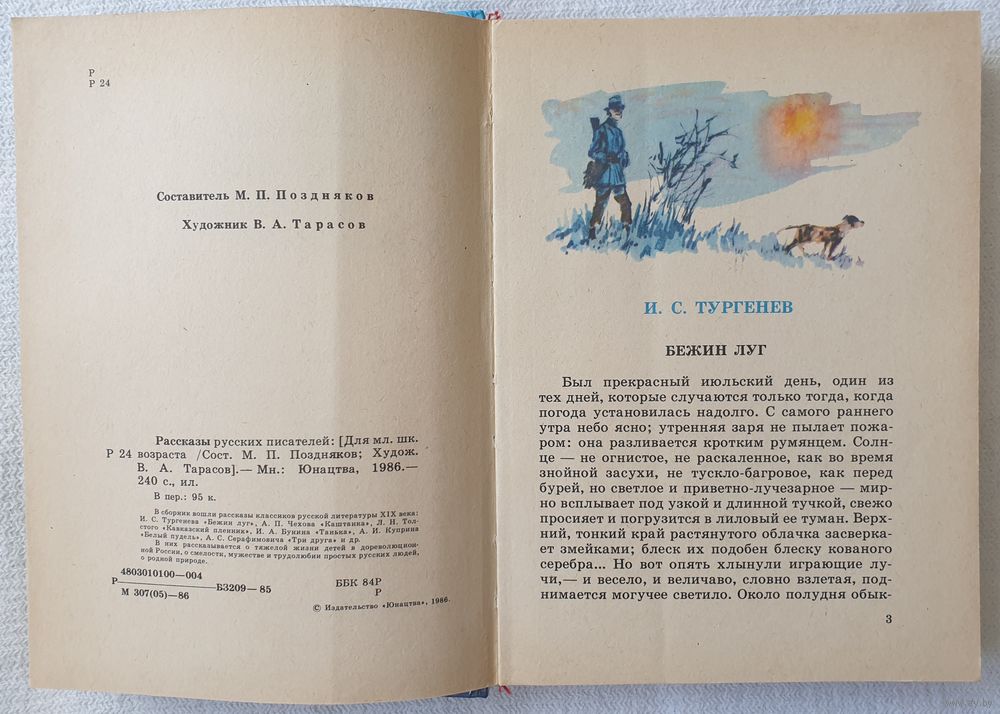 Р
Р 24
Составитель М. П. Поздняков
Художник В. А. Тарасов
Рассказы русских писателей: [Для мл. шк.
Р 24 возраста /Сост. М. П. Поздняков; Худож.
В. А. Тарасов].— Мн.: Юнацтва, 1986.—
240 с., ил.
В пер.: 95 к.
В сборник вошли рассказы классиков русской литературы XIX века:
И. С. Тургенева «Бежин луг», А. П. Чехова «Каштанка», Л. Н. Тол-
стого «Кавказский пленник», И. А. Бунина «Танька», А. И. Куприна
«Белый пудель», А. С. Серафимовича «Три друга» и др.
В них рассказывается о тяжелой жизни детей в дореволюцион-
ной России, о смелости, мужестве и трудолюбии простых русских людей,
о родной природе.
4803010100—004
Р————БЗ209—85
М 307(05)—86
ББК 84Р
Р
© Издательство «Юнацтва», 1986.
И. С. ТУРГЕНЕВ
БЕЖИН ЛУГ
Был прекрасный июльский день, один из
тех дней, которые случаются только тогда, когда
погода установилась надолго. С самого раннего
утра небо ясно; утренняя заря не пылает пожа-
ром: она разливается кротким румянцем. Солн-
це — не огнистое, не раскаленное, как во время
знойной засухи, не тускло-багровое, как перед
бурей, но светлое и приветно-лучезарное — мир-
но всплывает под узкой и длинной тучкой, свежо
просияет и погрузится в лиловый ее туман. Верх-
ний, тонкий край растянутого облачка засверка-
ет змейками; блеск их подобен блеску кованого
серебра... Но вот опять хлынули играющие лу-
чи,— и весело, и величаво, словно взлетая, под-
нимается могучее светило. Около полудня обык-
3
www.ay.by